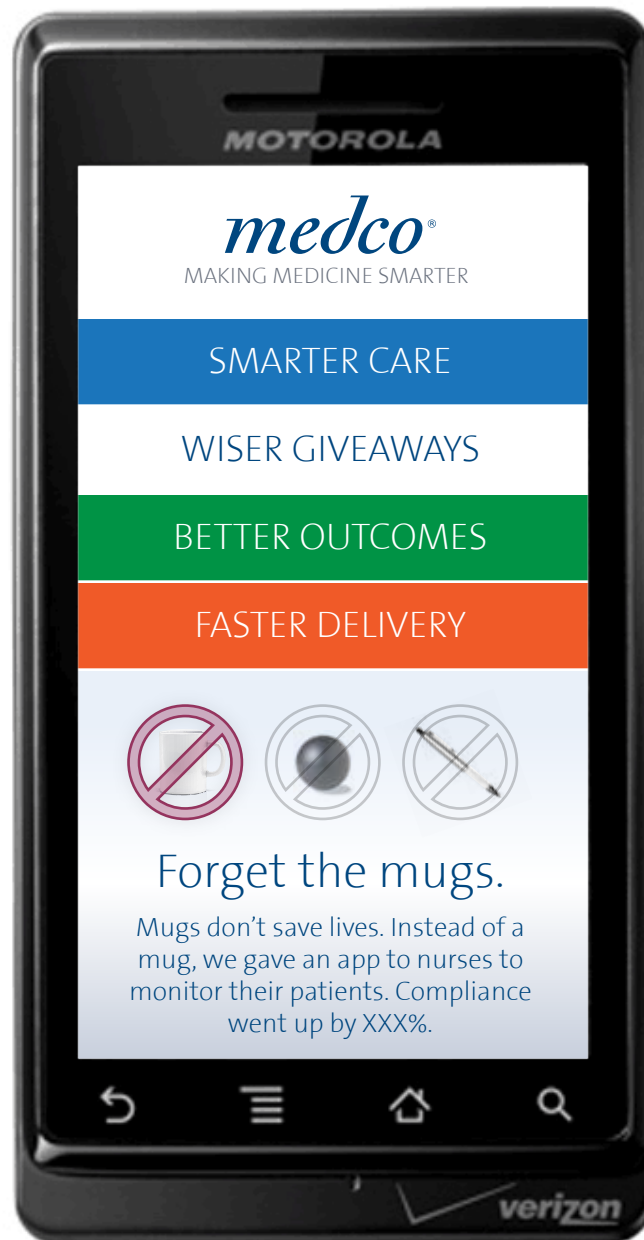 MOTOROLA
medco®
MAKING MEDICINE SMARTER
SMARTER CARE
WISER GIVEAWAYS
BETTER OUTCOMES
FASTER DELIVERY
Forget the mugs.
Mugs don’t save lives. Instead of a
mug, we gave an app to nurses to
monitor their patients. Compliance
went up by XXX%.
verizon